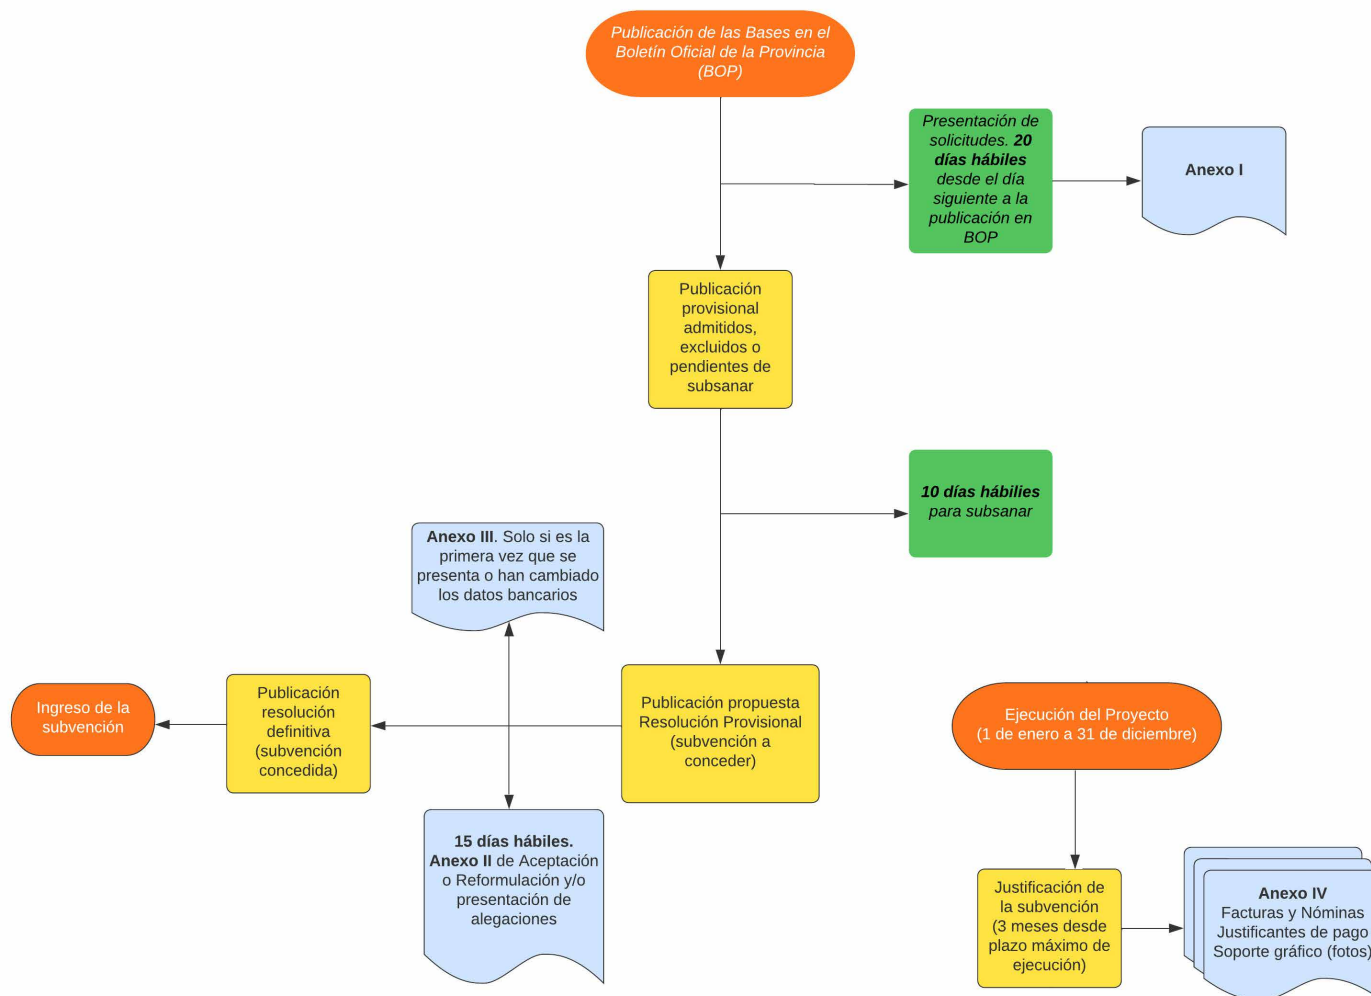 Publicación de las Bases en el
Boletín Oficial de la Provincia
(BOP)
Presentación de
solicitudes. 20
días hábiles
desde el día
siguiente a la
publicación en
BOP
Anexo I
Publicación
provisional
admitidos,
excluidos o
pendientes de
subsanar
10 días hábilies
para subsanar
Anexo III. Solo si es la
primera vez que se
presenta o han cambiado
los datos bancarios
Ingreso de la
subvención
Publicación
resolución
definitiva
(subvención
concedida)
Publicación propuesta
Resolución Provisional
(subvención a
conceder)
Ejecución del Proyecto
(1 de enero a 31 de diciembre)
15 días hábiles.
Anexo II de Aceptación
o Reformulación y/o
presentación de
alegaciones
Justificación de
la subvención
(3 meses desde
plazo máximo de
ejecución)
Anexo IV
Facturas y Nóminas
Justificantes de pago
Soporte gráfico (fotos)